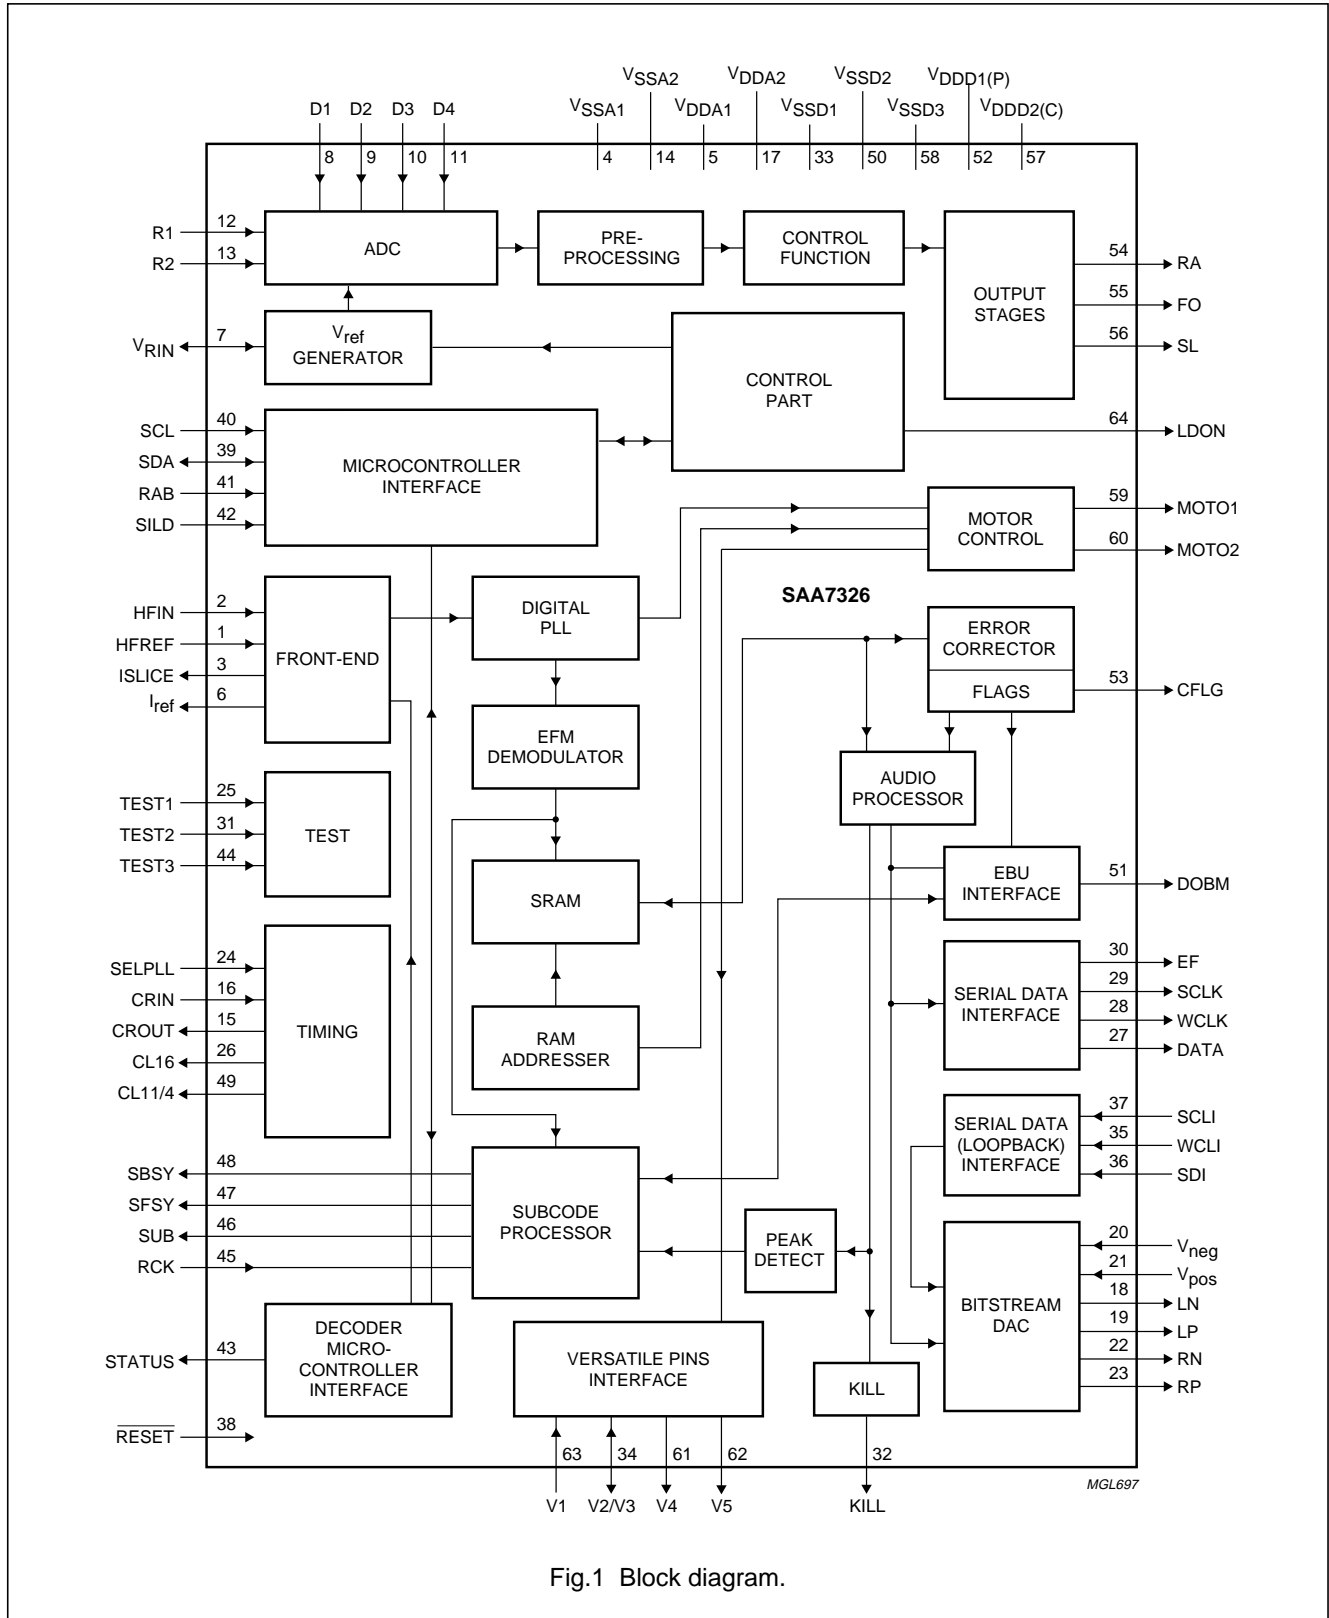 VSSA2 VDDA2 VSSD2 VDDD1(P)
VSSA1 VDDA1 VSSD1 VSSD3 VDDD2(C)
D1 D2 D3 D4
8 9 10 11 4 14 5 17 33 50 58 52 57
R1 12
R2 13
ADC
PRE-
PROCESSING
CONTROL
FUNCTION
OUTPUT
STAGES
54 RA
55 FO
56 SL
VRIN 7
Vref
GENERATOR
CONTROL
PART
64 LDON
SCL 40
SDA 39
RAB 41
SILD 42
MICROCONTROLLER
INTERFACE
MOTOR
CONTROL
59 MOTO1
60 MOTO2
SAA7326
HFIN 2
HFREF 1
ISLICE 3
Iref 6
FRONT-END
DIGITAL
PLL
ERROR
CORRECTOR
FLAGS
53 CFLG
EFM
DEMODULATOR
AUDIO
PROCESSOR
TEST1 25
TEST2 31
TEST3 44
TEST
SRAM
EBU
INTERFACE
51 DOBM
SELPLL 24
CRIN 16
CROUT 15
CL16 26
CL11/4 49
TIMING
RAM
ADDRESSER
SERIAL DATA
INTERFACE
30 EF
29 SCLK
28 WCLK
27 DATA
SERIAL DATA
(LOOPBACK)
INTERFACE
37 SCLI
35 WCLI
36 SDI
SBSY 48
SFSY 47
SUB 46
RCK 45
SUBCODE
PROCESSOR
PEAK
DETECT
BITSTREAM
DAC
20 Vneg
21 Vpos
18 LN
19 LP
22 RN
23 RP
STATUS 43
DECODER
MICRO-
CONTROLLER
INTERFACE
VERSATILE PINS
INTERFACE
KILL
RESET 38
63 34 61 62 32
V1 V2/V3 V4 V5 KILL
MGL697
Fig.1 Block diagram.